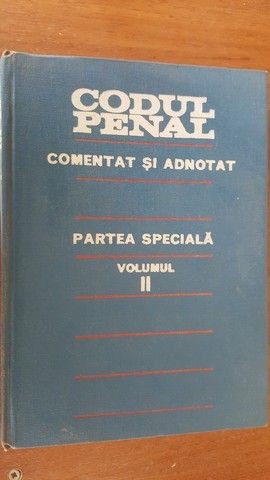 CODUL
PENAL
COMENTAT ȘI ADNOTAT
PARTEA SPECIALĂ
VOLUMUL
II